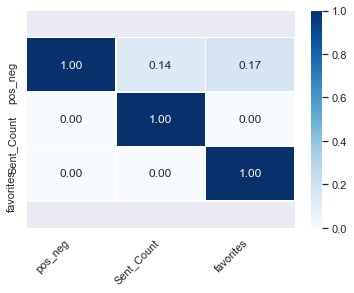 1.00 0.14 0.17
0.00 1.00 0.00
0.00 0.00 1.00
pos_neg
Sent_Count
favorites
pos_neg
Sent_Count
favorites
1.0
0.8
0.6
0.4
0.2
0.0